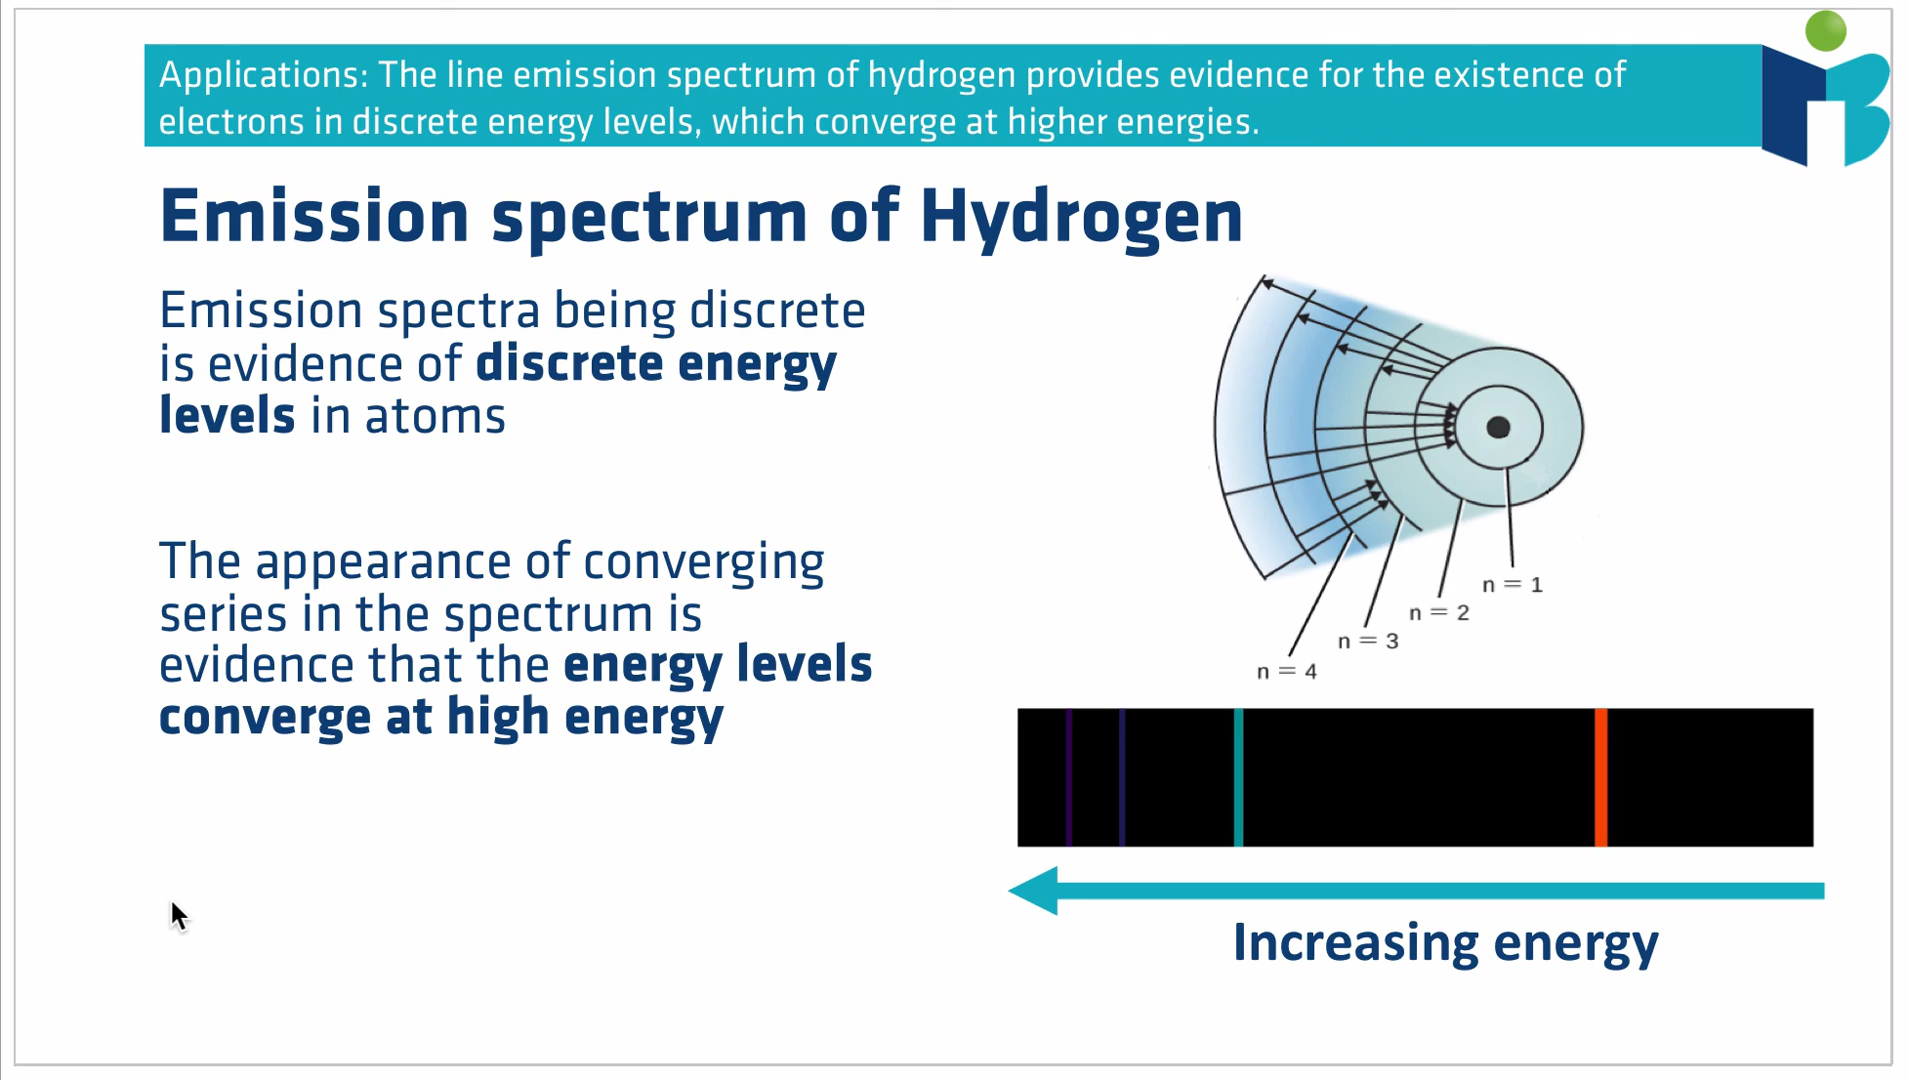 Applications: The line emission spectrum of hydrogen provides evidence for the existence of
electrons in discrete energy levels, which converge at higher energies.
Emission spectrum of Hydrogen
Emission spectra being discrete
is evidence of discrete energy
levels in atoms
The appearance of converging
series in the spectrum is
evidence that the energy levels
converge at high energy
n = 1
n = 2
n = 3
n = 4
Increasing energy